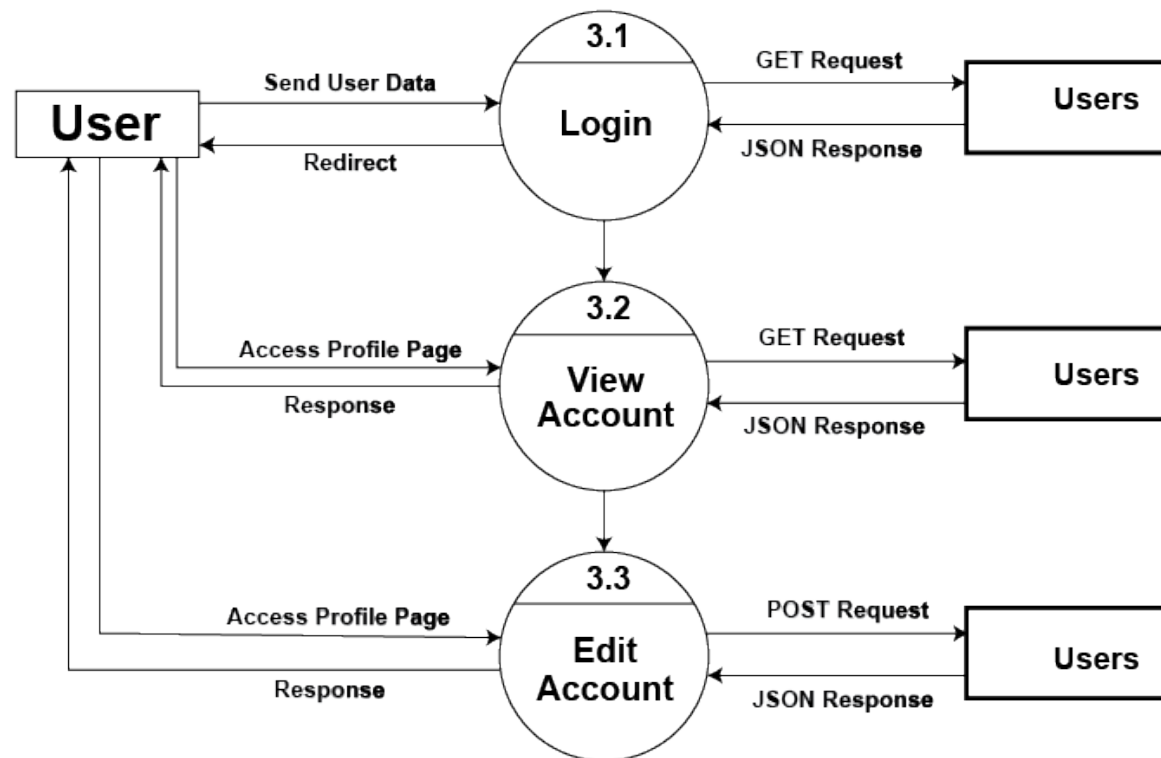 3.1
Send User Data
GET Request
Users
User
Login
Redirect
JSON Response
3.2
Access Profile Page
GET Request
Users
View
Account
Response
JSON Response
3.3
Access Profile Page
POST Request
Users
Edit
Account
Response
JSON Response